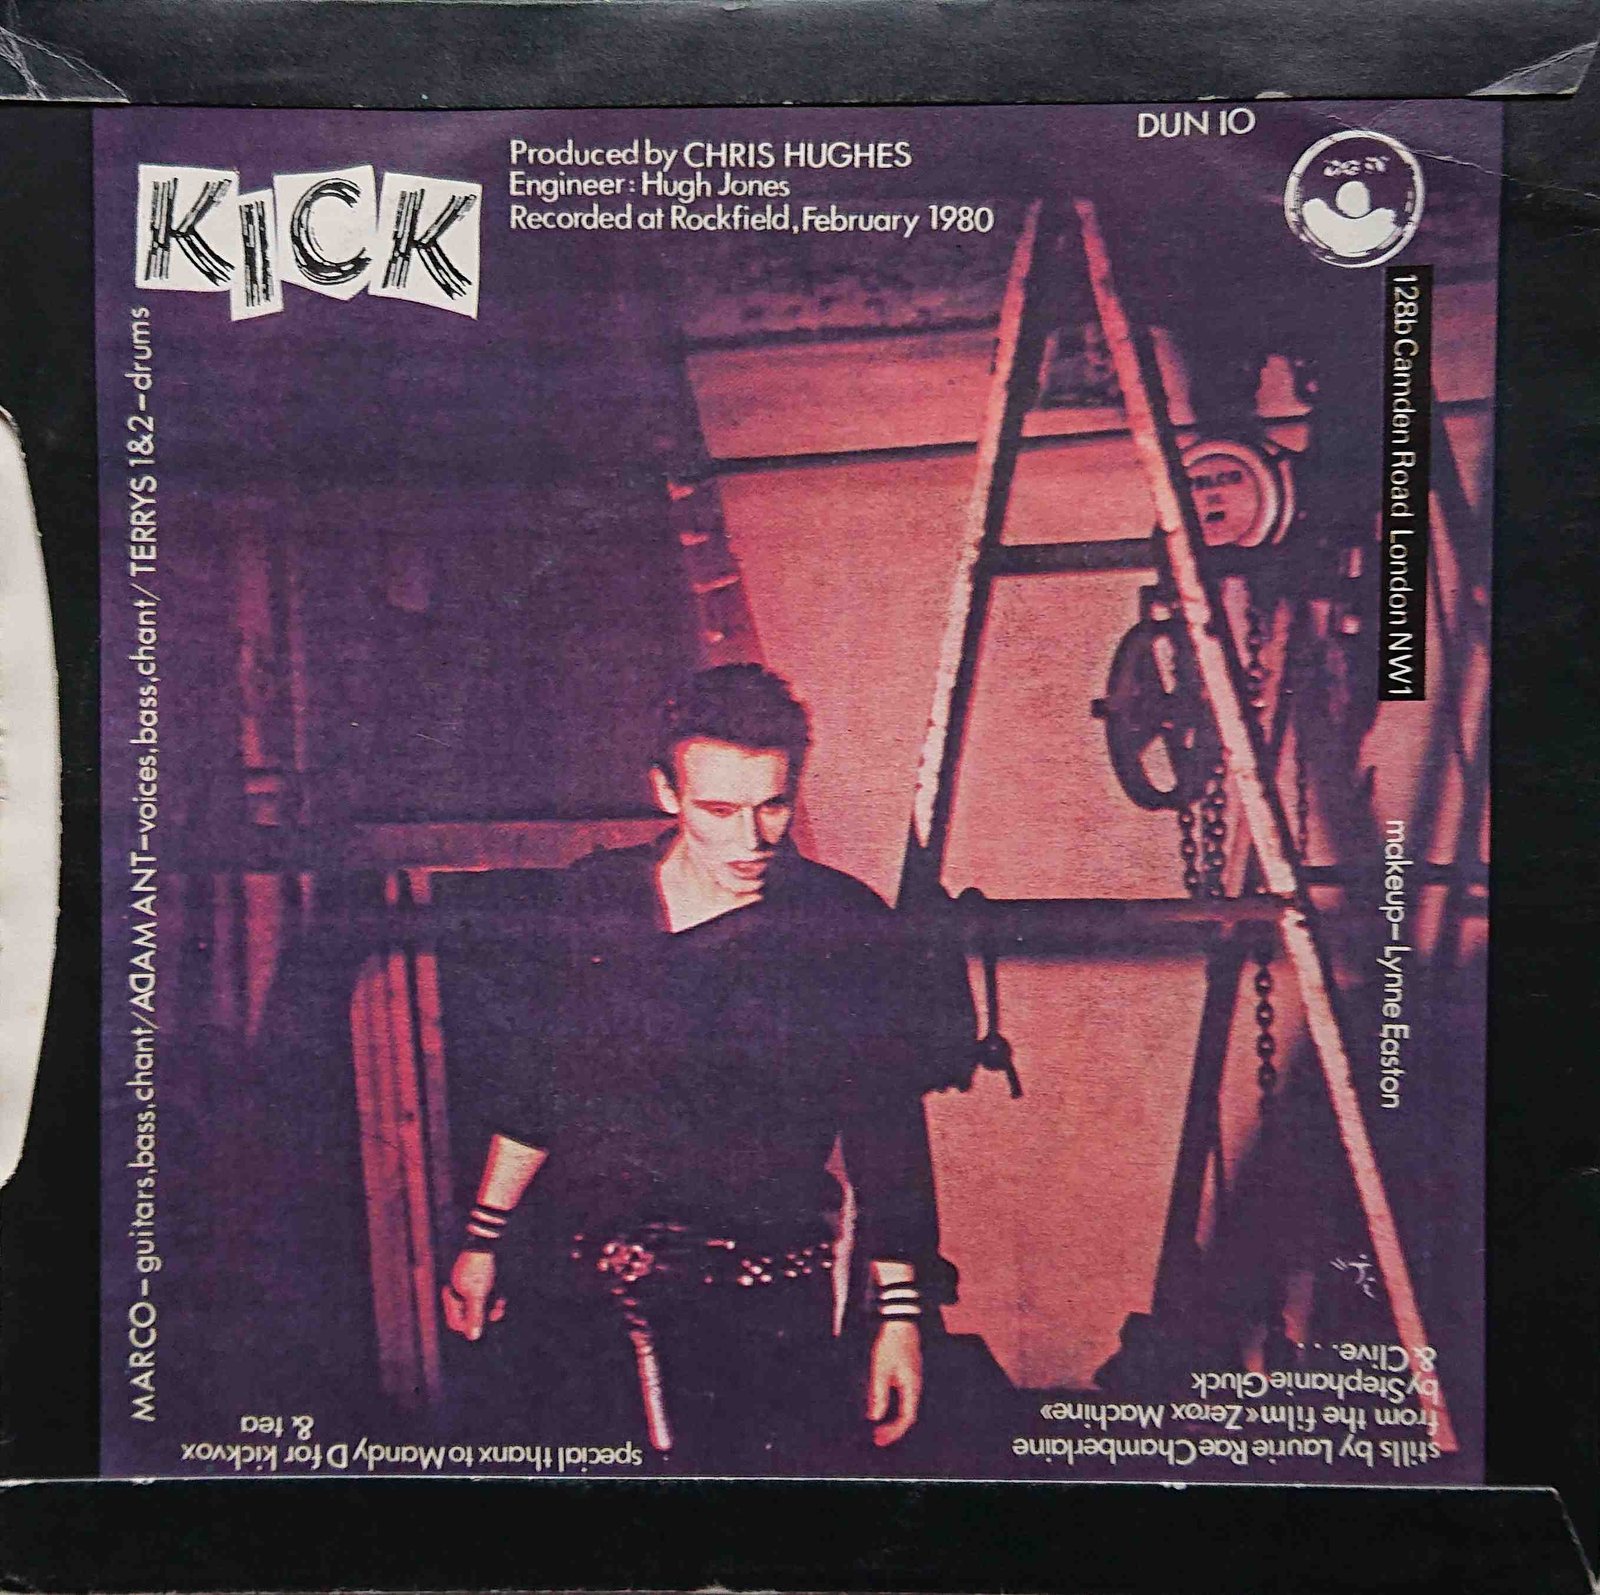 KICK
Produced by CHRIS HUGHES
Engineer: Hugh Jones
Recorded at Rockfield, February 1980
DUN 10
128b Camden Road London NW1
makeup–Lynne Easton
stills by Laurie Rae Chamberlaine
from the film «Zerox Machine»
by Stephanie Gluck
& Clive. . . .
special thanx to Mandy D for kickvox
& tea
MARCO–guitars,bass,chant/ADAM ANT–voices,bass,chant/ TERRYS 1&2–drums